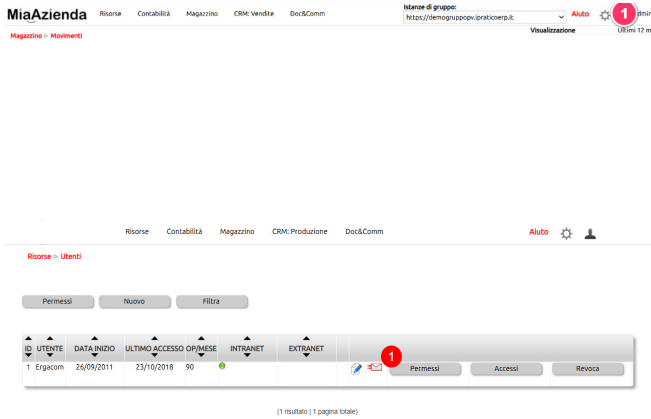 Istanze di gruppo:
MiaAzienda Risorse Contabilità Magazzino CRM: Vendite Doc&Comm https://demogruppopv.ipraticoerp.it Aiuto 1
Magazzino Movimenti Visualizzazione Ultimi 12 m
Risorse Contabilità Magazzino CRM: Produzione Doc&Comm Aiuto
Risorse Utenti
Permessi Nuovo Filtra
ID UTENTE DATA INIZIO ULTIMO ACCESSO OP/MESE INTRANET EXTRANET
1
1 Ergacom 26/09/2011 23/10/2018 90 Permessi Accessi Revoca
(1 risultato | 1 pagina totale)